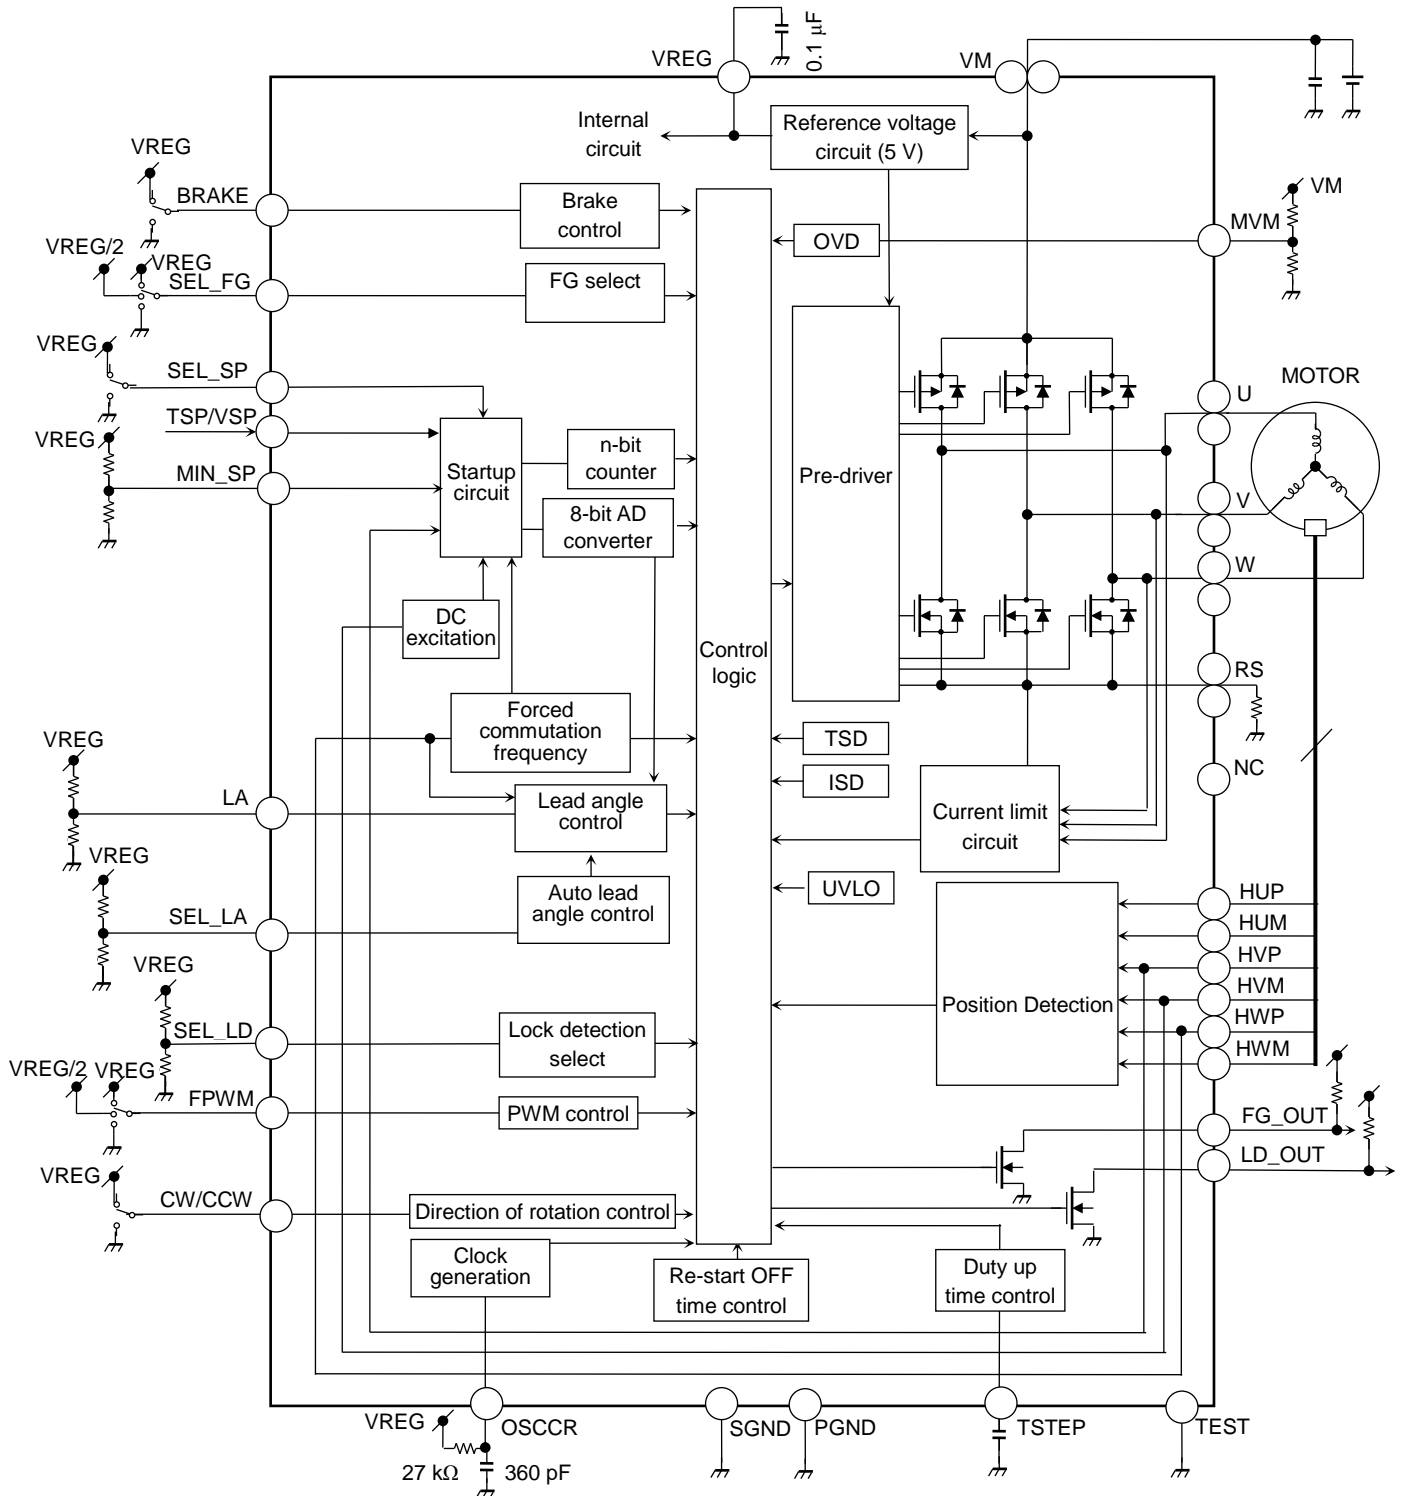 0.1 μF
VREG
VM
Internal
circuit
Reference voltage
circuit (5 V)
VREG
BRAKE
Brake
control
VM
MVM
OVD
VREG/2
VREG
SEL_FG
FG select
VREG
SEL_SP
TSP/VSP
VREG
MIN_SP
Startup
circuit
n-bit
counter
8-bit AD
converter
DC
excitation
Pre-driver
Control
logic
U
MOTOR
V
W
RS
NC
Forced
commutation
frequency
TSD
ISD
VREG
LA
Lead angle
control
Current limit
circuit
UVLO
VREG
SEL_LA
Auto lead
angle control
HUP
HUM
HVP
HVM
HWP
HWM
Position Detection
VREG
SEL_LD
Lock detection
select
VREG/2
VREG
FPWM
PWM control
FG_OUT
LD_OUT
VREG
CW/CCW
Direction of rotation control
Clock
generation
Re-start OFF
time control
Duty up
time control
VREG
OSCCR
27 kΩ
360 pF
SGND
PGND
TSTEP
TEST